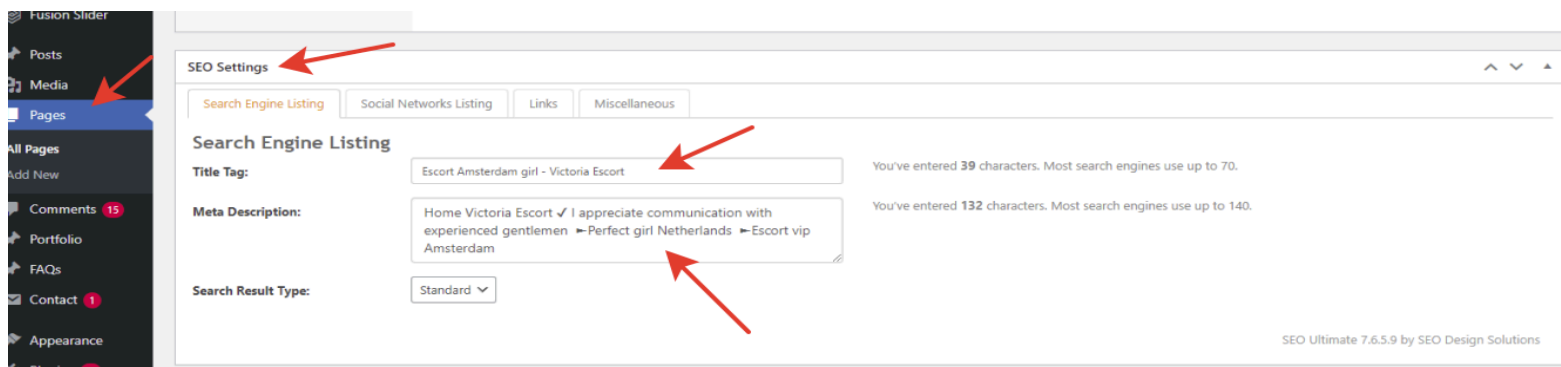 Fusion Slider
Posts
Media
Pages
All Pages
Add New
Comments 15
Portfolio
FAQs
Contact 1
Appearance
SEO Settings
Search Engine Listing Social Networks Listing Links Miscellaneous
Search Engine Listing
Title Tag: Escort Amsterdam girl - Victoria Escort You've entered 39 characters. Most search engines use up to 70.
Meta Description: Home Victoria Escort ✓ I appreciate communication with You've entered 132 characters. Most search engines use up to 140.
experienced gentlemen ►Perfect girl Netherlands ►Escort vip
Amsterdam
Search Result Type: Standard
SEO Ultimate 7.6.5.9 by SEO Design Solutions